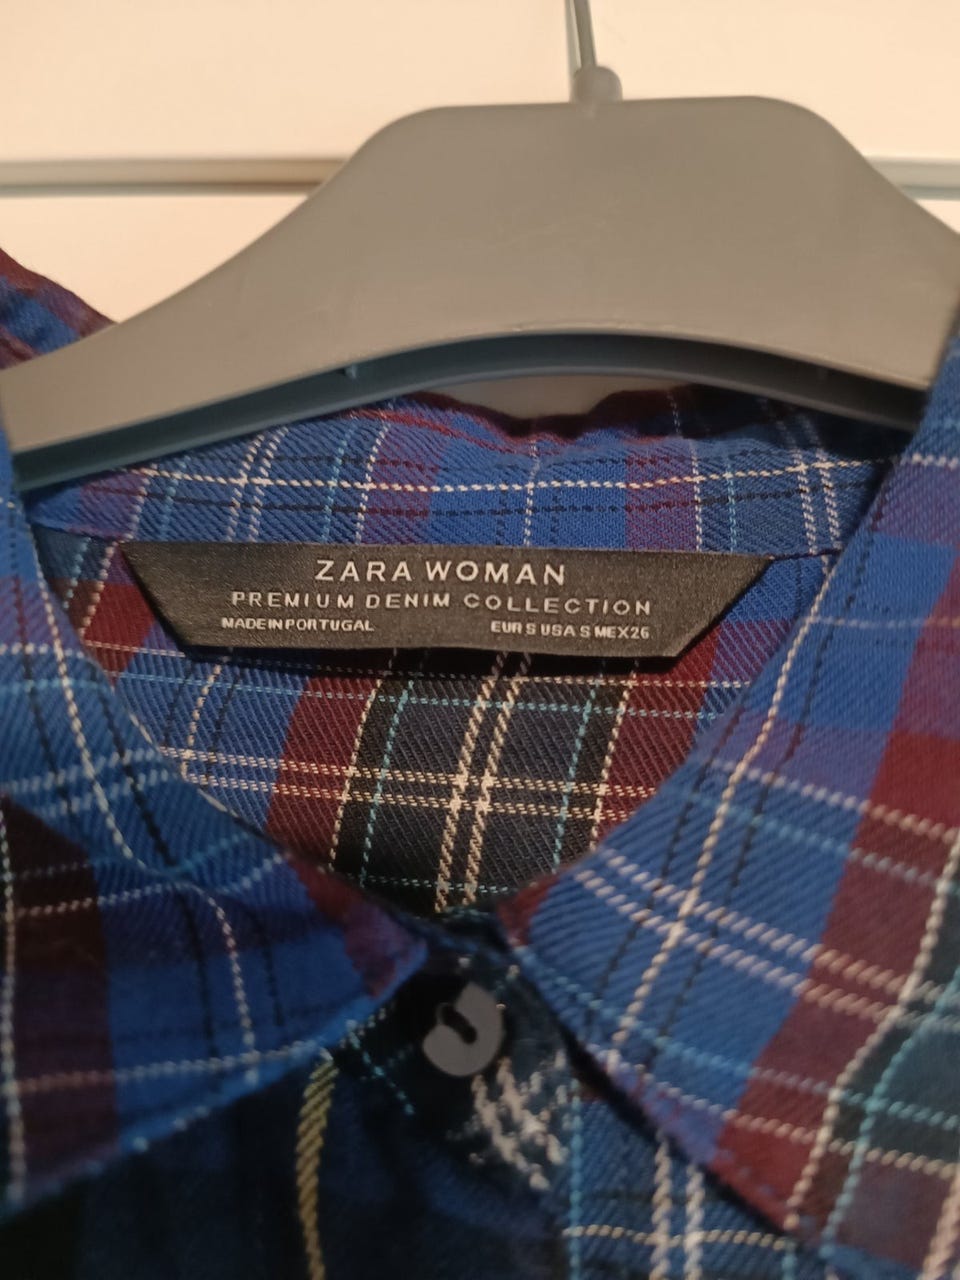 ZARA WOMAN
PREMIUM DENIM COLLECTION
MADE IN PORTUGAL EUR S USA S MEX 26